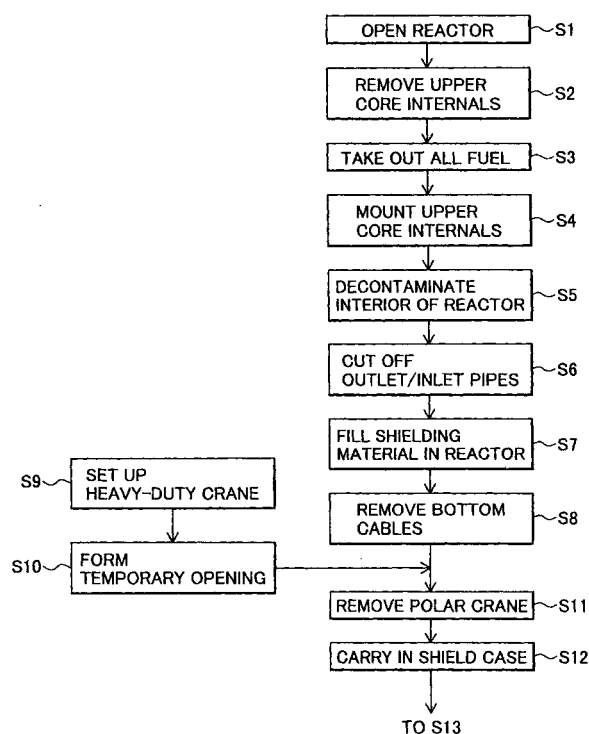 OPEN REACTOR
S1
REMOVE UPPER
CORE INTERNALS
S2
TAKE OUT ALL FUEL
S3
MOUNT UPPER
CORE INTERNALS
S4
DECONTAMINATE
INTERIOR OF REACTOR
S5
CUT OFF
OUTLET/INLET PIPES
S6
FILL SHIELDING
MATERIAL IN REACTOR
S7
S9
SET UP
HEAVY-DUTY CRANE
REMOVE BOTTOM
CABLES
S8
S10
FORM
TEMPORARY OPENING
REMOVE POLAR CRANE
S11
CARRY IN SHIELD CASE
S12
TO S13